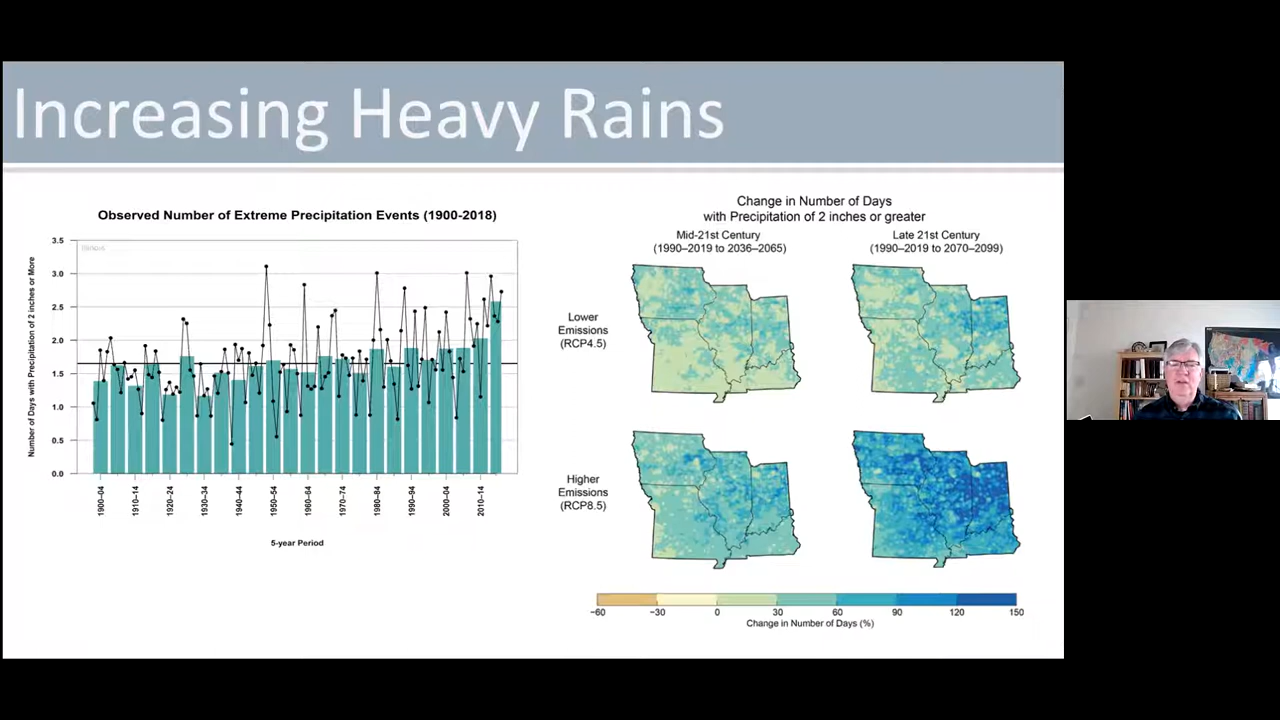 Increasing Heavy Rains
Observed Number of Extreme Precipitation Events (1900-2018)
Number of Days with Precipitation of 2 inches or More
3.5
3.0
2.5
2.0
1.5
1.0
0.5
0.0
1900–04
1910–14
1920–24
1930–34
1940–44
1950–54
1960–64
1970–74
1980–84
1990–94
2000–04
2010–14
5-year Period
Change in Number of Days
with Precipitation of 2 inches or greater
Mid-21st Century
(1990–2019 to 2036–2065)
Late 21st Century
(1990–2019 to 2070–2099)
Lower
Emissions
(RCP4.5)
Higher
Emissions
(RCP8.5)
−60
−30
0
30
60
90
120
150
Change in Number of Days (%)